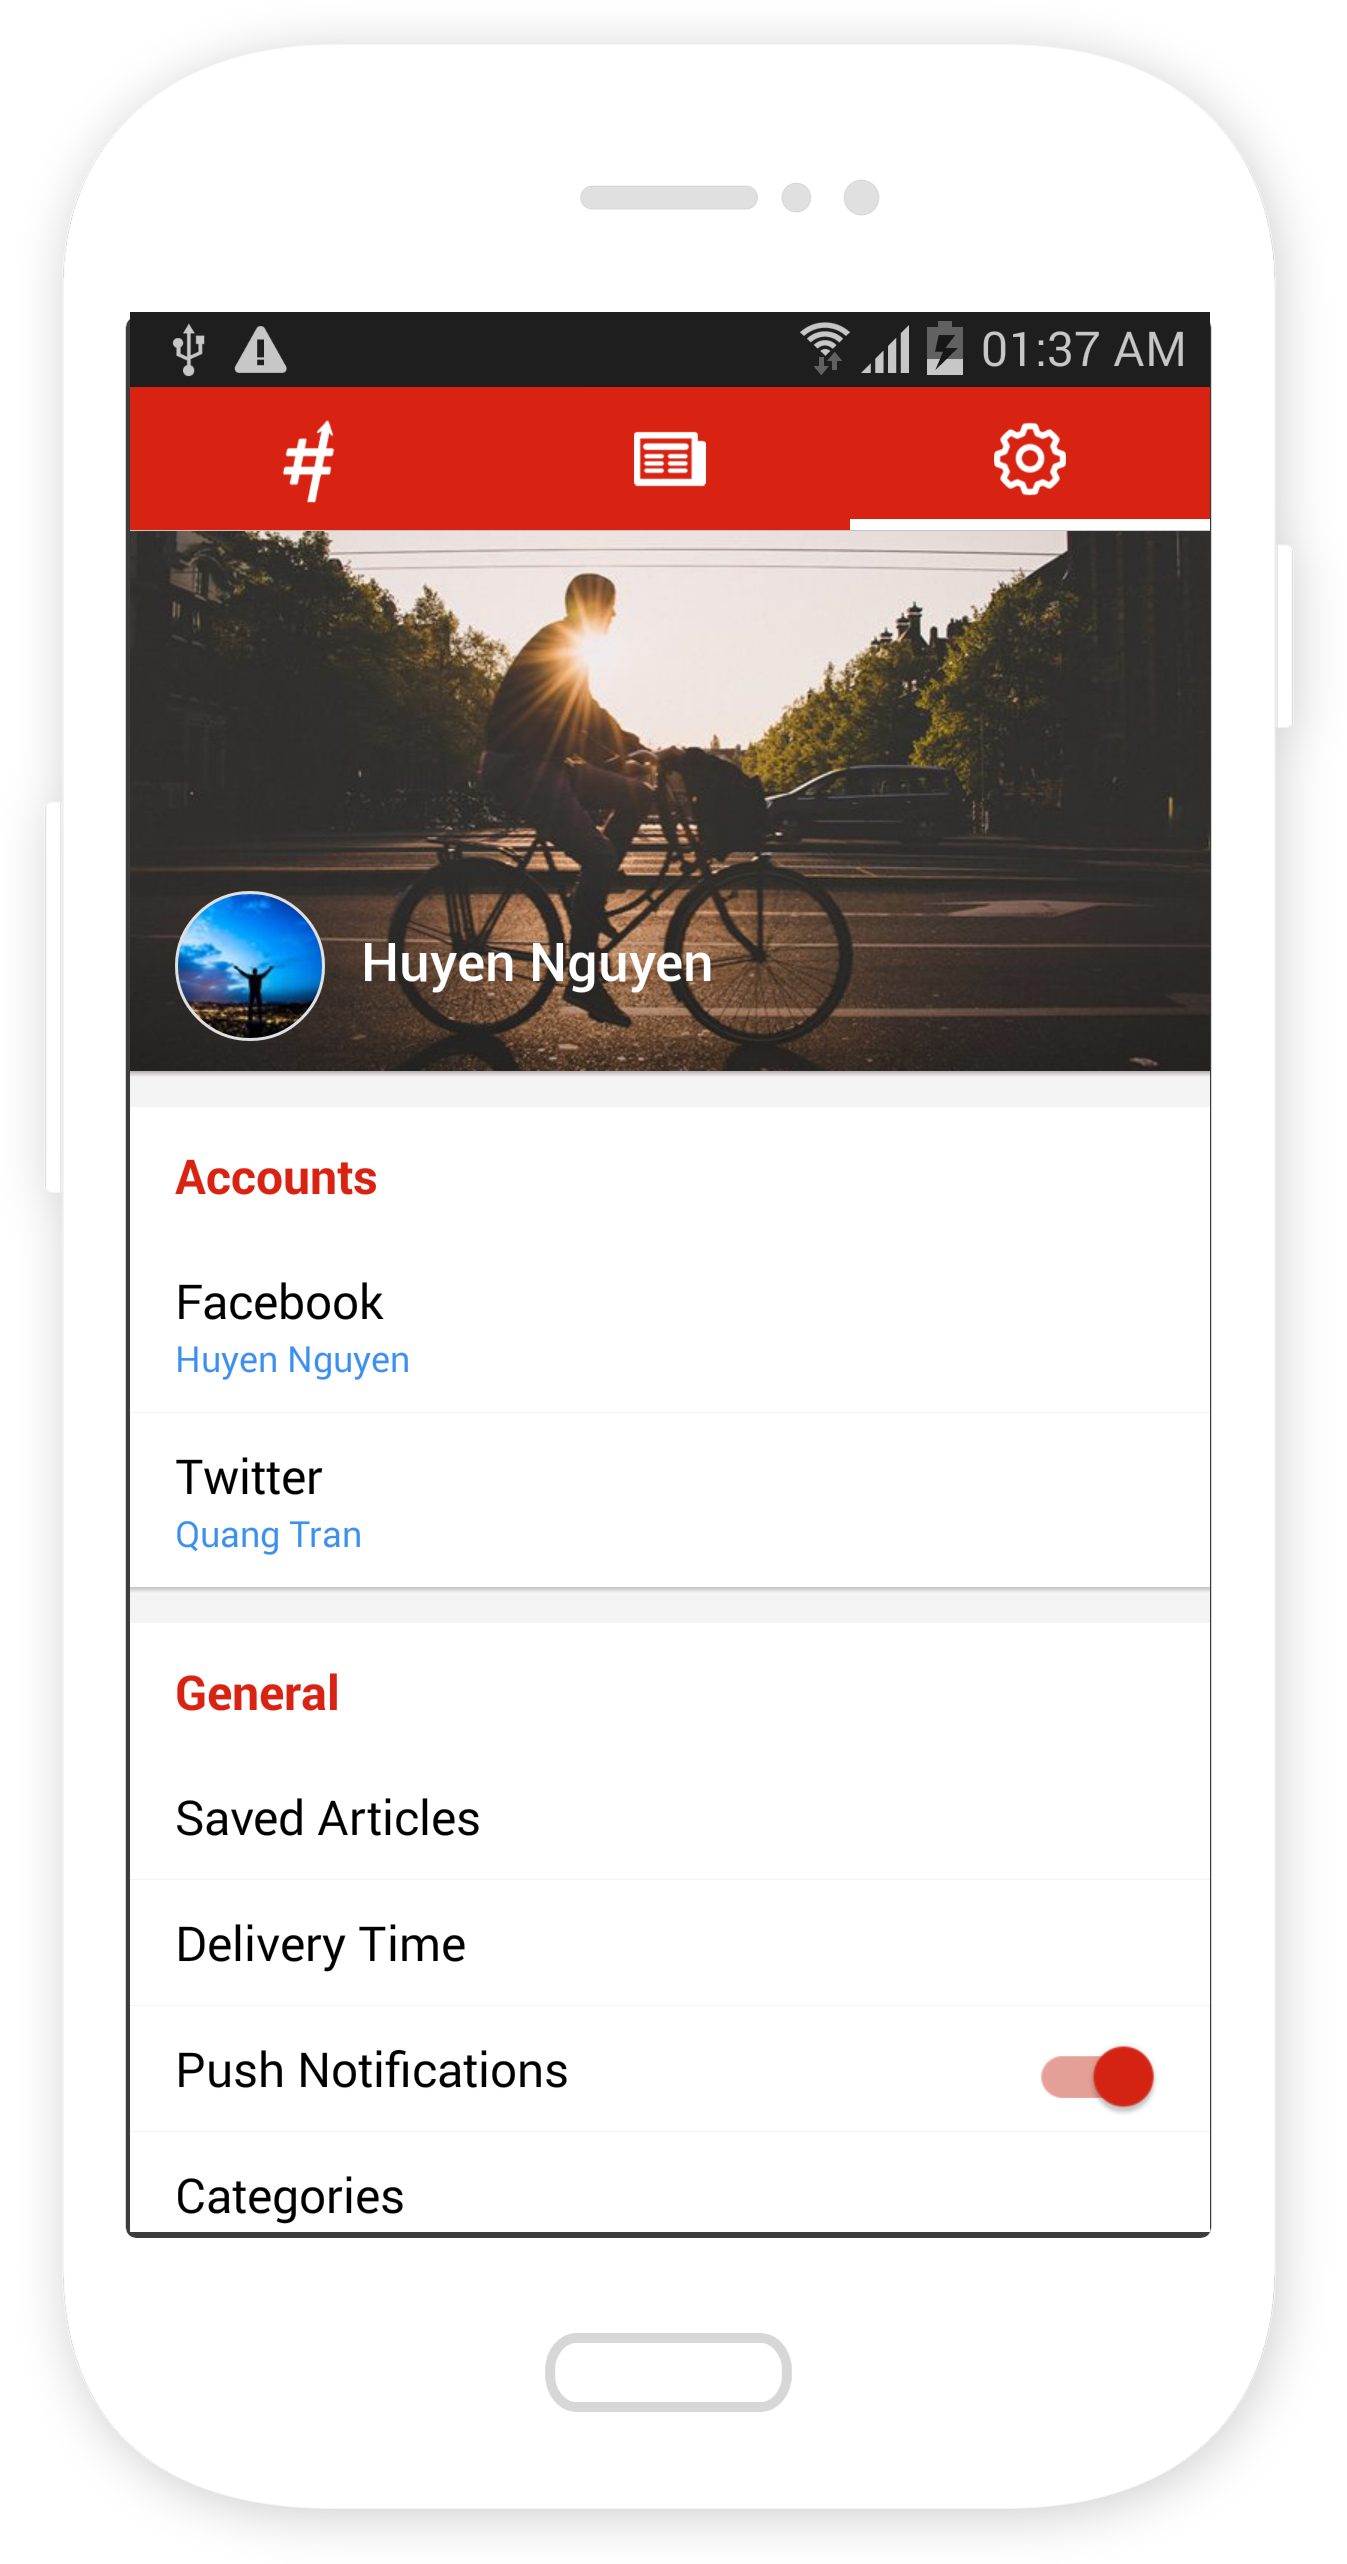 01:37 AM
Huyen Nguyen
Accounts
Facebook
Huyen Nguyen
Twitter
Quang Tran
General
Saved Articles
Delivery Time
Push Notifications
Categories